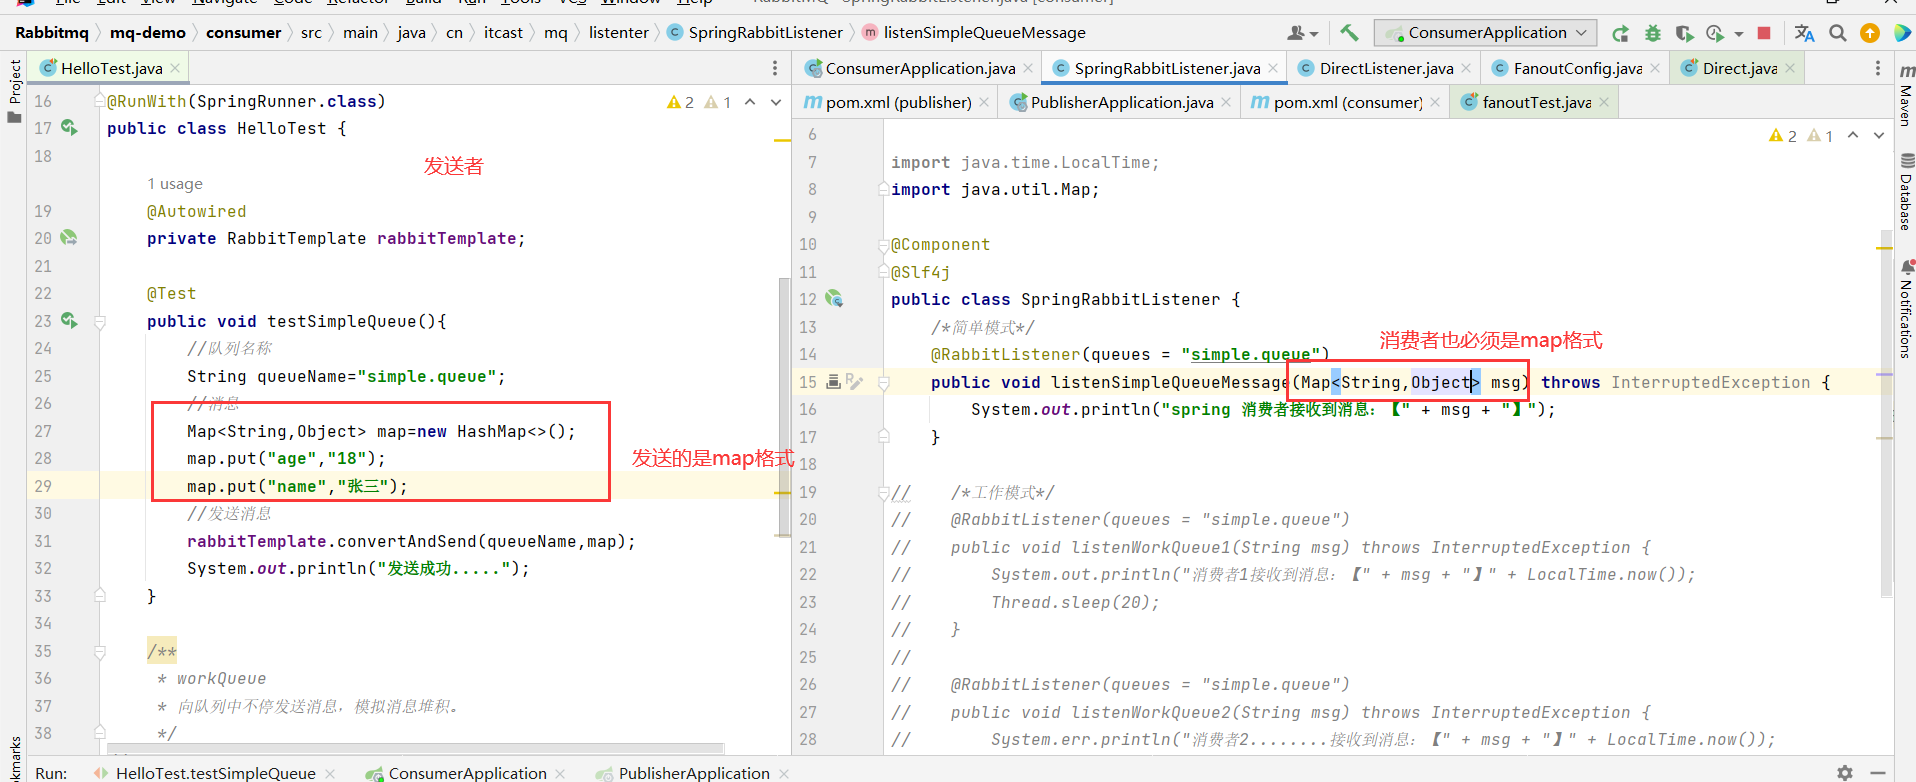 RabbitMQ - SpringRabbitListener.java [consumer]
Rabbitmq mq-demo consumer src main java cn itcast mq listenter SpringRabbitListener listenSimpleQueueMessage
ConsumerApplication
Project
HelloTest.java
16 @RunWith(SpringRunner.class)
2 1
17 public class HelloTest {
18
发送者
1 usage
19 @Autowired
20 private RabbitTemplate rabbitTemplate;
21
22 @Test
23 public void testSimpleQueue(){
24 //队列名称
25 String queueName="simple.queue";
26 //消息
27 Map<String,Object> map=new HashMap<>();
28 map.put("age","18");
发送的是map格式
29 map.put("name","张三");
30 //发送消息
31 rabbitTemplate.convertAndSend(queueName,map);
32 System.out.println("发送成功.....");
33 }
34
35 /**
36 * workQueue
37 * 向队列中不停发送消息，模拟消息堆积。
38 */
ConsumerApplication.java SpringRabbitListener.java DirectListener.java FanoutConfig.java Direct.java
pom.xml (publisher) PublisherApplication.java pom.xml (consumer) fanoutTest.java
6
2 1
7 import java.time.LocalTime;
8 import java.util.Map;
9
10 @Component
11 @Slf4j
12 public class SpringRabbitListener {
13 /*简单模式*/
消费者也必须是map格式
14 @RabbitListener(queues = "simple.queue")
15 public void listenSimpleQueueMessage(Map<String,Object> msg) throws InterruptedException {
16 System.out.println("spring 消费者接收到消息：【" + msg + "】");
17 }
18
19 // /*工作模式*/
20 // @RabbitListener(queues = "simple.queue")
21 // public void listenWorkQueue1(String msg) throws InterruptedException {
22 // System.out.println("消费者1接收到消息：【" + msg + "】" + LocalTime.now());
23 // Thread.sleep(20);
24 // }
25 //
26 // @RabbitListener(queues = "simple.queue")
27 // public void listenWorkQueue2(String msg) throws InterruptedException {
28 // System.err.println("消费者2........接收到消息：【" + msg + "】" + LocalTime.now());
Maven
Database
Notifications
Run: HelloTest.testSimpleQueue ConsumerApplication PublisherApplication